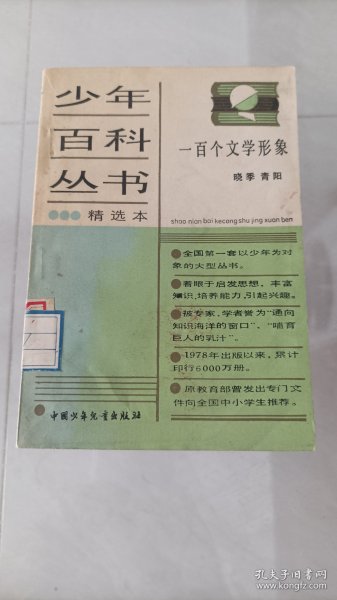 少年
百科
丛书
精选本
一百个文学形象
晓季 青阳
shao nian bai ke cong shu jing xuan ben
全国第一套以少年为对
象的大型丛书。
着眼于启发思想、丰富
知识,培养能力,引起兴趣。
被专家,学者誉为“通向
知识海洋的窗口”、“哺育
巨人的乳汁”。
1978年出版以来,累计
印行6000万册。
原教育部曾发出专门文
件向全国中小学生推荐。
中国少年儿童出版社
孔夫子旧书网